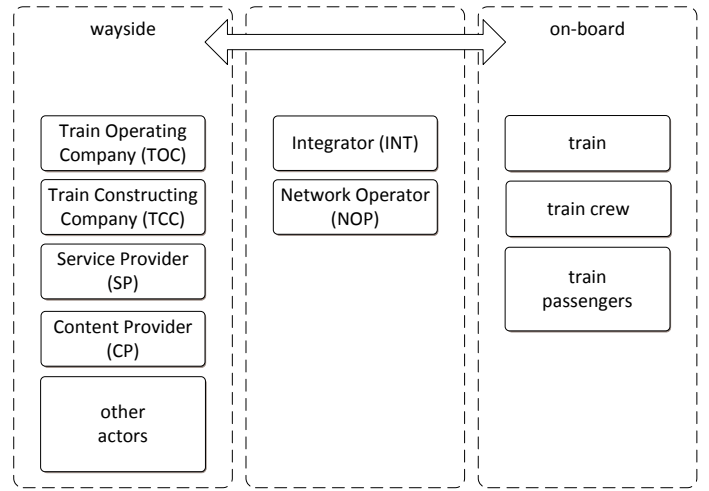 wayside
Train Operating
Company (TOC)
Train Constructing
Company (TCC)
Service Provider
(SP)
Content Provider
(CP)
other
actors
Integrator (INT)
Network Operator
(NOP)
on-board
train
train crew
train
passengers